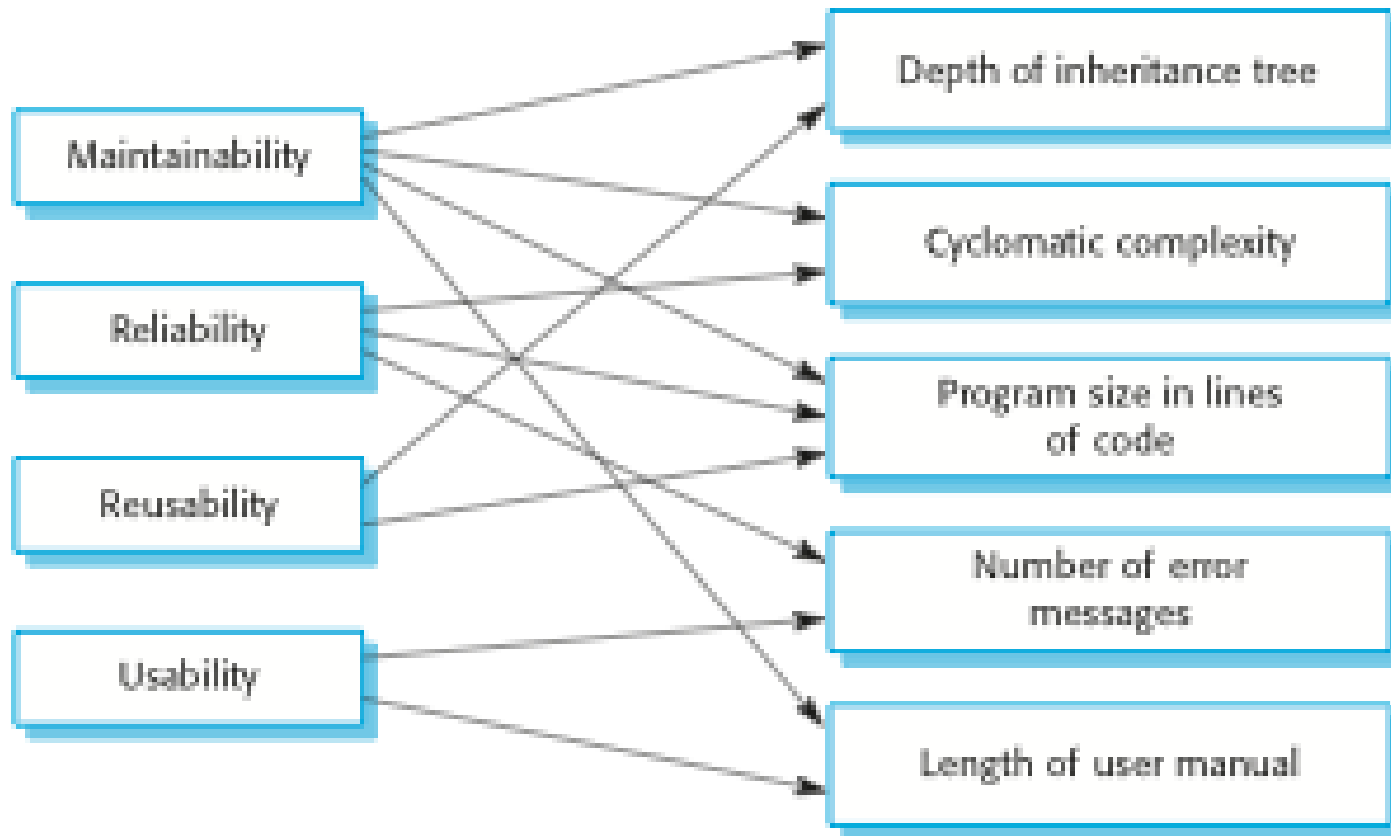 Maintainability
Reliability
Reusability
Usability
Depth of inheritance tree
Cyclomatic complexity
Program size in lines
of code
Number of error
messages
Length of user manual